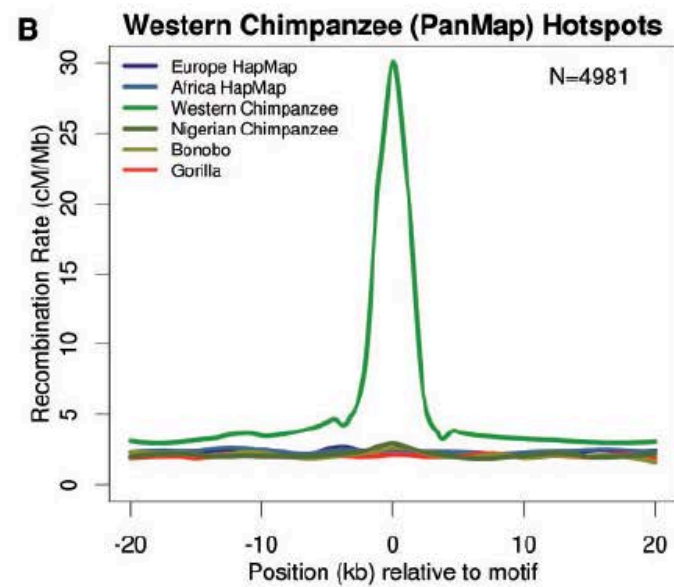 B
Western Chimpanzee (PanMap) Hotspots
Europe HapMap
Africa HapMap
Western Chimpanzee
Nigerian Chimpanzee
Bonobo
Gorilla
N=4981
Recombination Rate (cM/Mb)
30
25
20
15
10
5
0
-20 -10 0 10 20
Position (kb) relative to motif